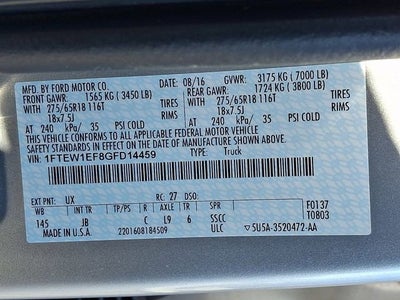 MFD. BY FORD MOTOR CO. 08/16 GVWR: 3175 KG ( 7000 LB)
FRONT GAWR: 1565 KG ( 3450 LB) REAR GAWR: 1724 KG ( 3800 LB)
275/65R18 116T TIRES 275/65R18 116T TIRES
18x7.5J RIMS 18x7.5J RIMS
AT 240 kPa/ 35 PSI COLD AT 240 kPa/ 35 PSI COLD
THIS VEHICLE CONFORMS TO ALL APPLICABLE FEDERAL MOTOR VEHICLE
SAFETY STANDARDS IN EFFECT ON THE DATE OF MANUFACTURE SHOWN ABOVE.
VIN: 1FTEW1EF8GFD14459 TYPE: Truck
EXT PNT: UX RC: 27 DSO:
WB INT TR TP/PS R AXLE TR SPR F0137
145 JB C L9 6 SSCC T0803
MADE IN U.S.A. ULC
2201608184509 5U5A-3520472-AA